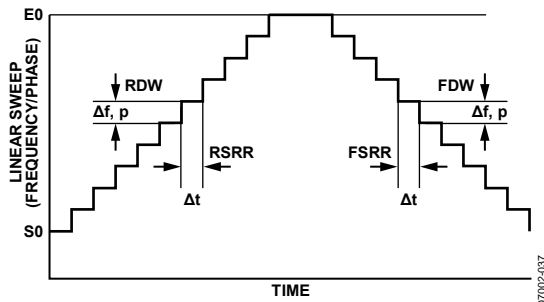 E0
RDW
FDW
Δf, p
Δf, p
LINEAR SWEEP
(FREQUENCY/PHASE)
RSRR
FSRR
Δt
Δt
S0
TIME
07002-037